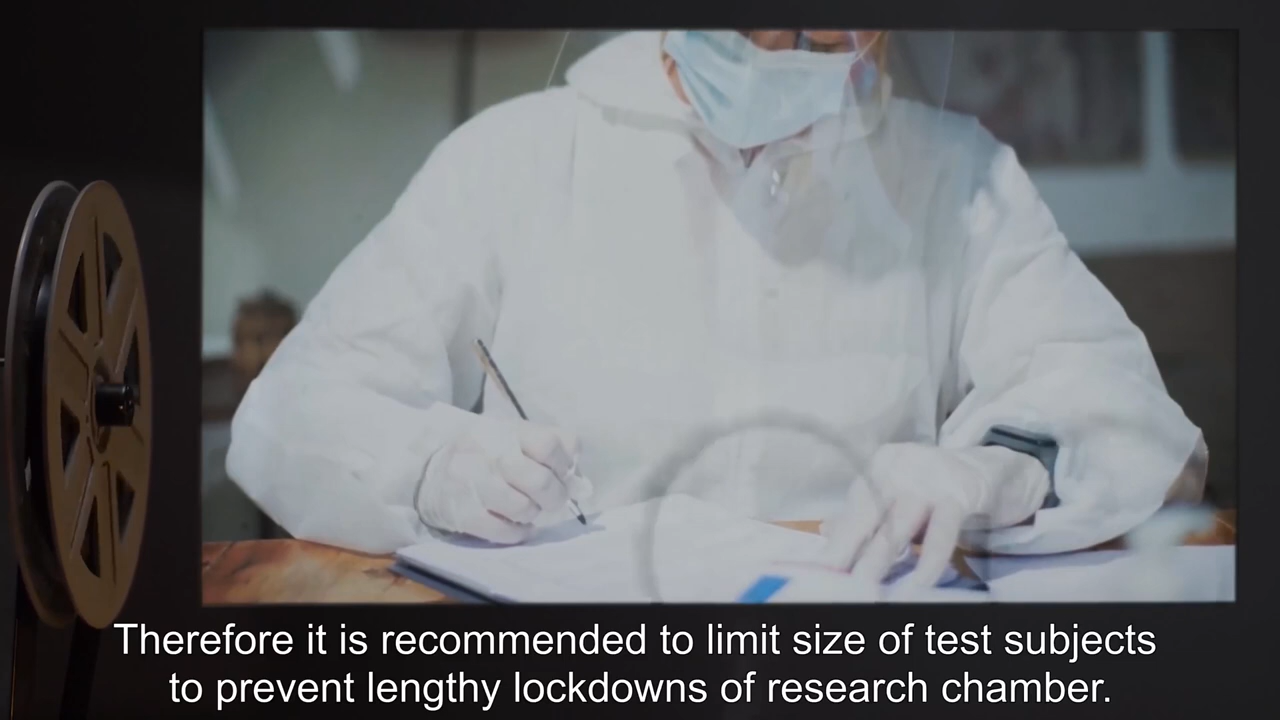 Therefore it is recommended to limit size of test subjects
to prevent lengthy lockdowns of research chamber.